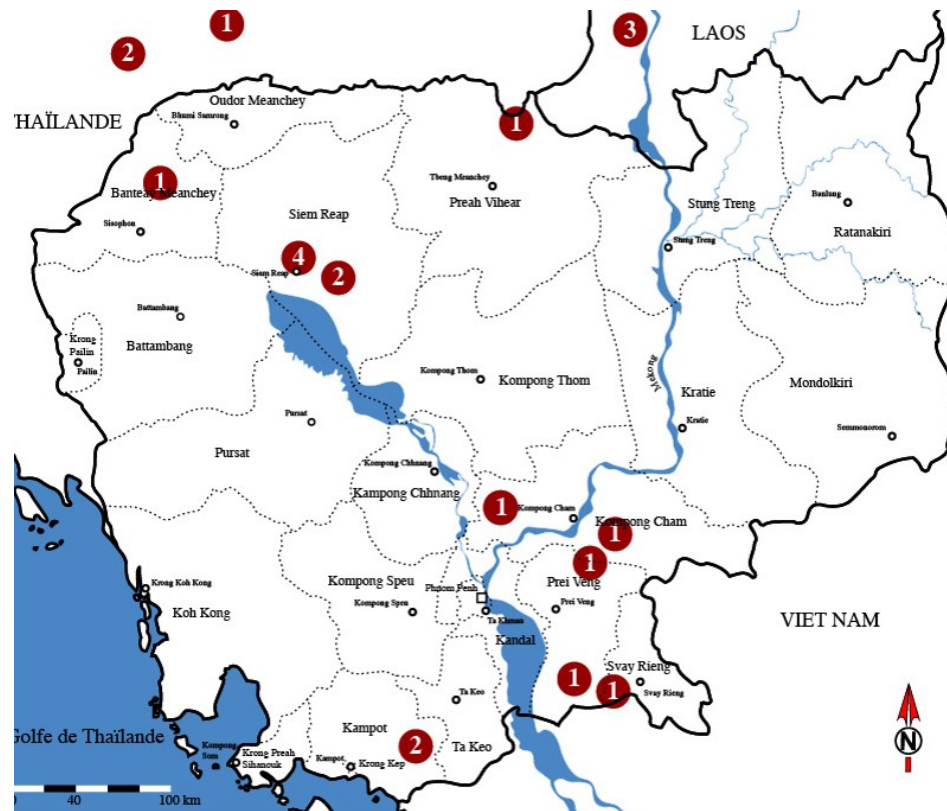 1
3
LAOS
2
Oudor Meanchey
Bhumi Samrong
HAÏLANDE
1
1
Banteay Meanchey
Tbeng Meanchey
Preah Vihear
Stung Treng
Banlung
Siem Reap
Sisophon
Ratanakiri
Stung Treng
4
Siem Reap
2
Battambang
Battambang
Krong
Pailin
Pailin
Mekong
Kompong Thom
Kompong Thom
Kratie
Mondolkiri
Pursat
Kratie
Senmonorom
Pursat
Kompong Chhnang
Kampong Chhnang
1
Kompong Cham
Kompong Cham
1
1
Kompong Speu
Prei Veng
Krong Koh Kong
Phnom Penh
Koh Kong
Kompong Speu
Ta Khmau
Prei Veng
VIET NAM
Kandal
Svay Rieng
1
1
Svay Rieng
Ta Keo
Kampot
Golfe de Thaïlande
2
Ta Keo
Kompong
Som
Krong Preah
Sihanouk
Kampot,
Krong Kep
N
40
100 km